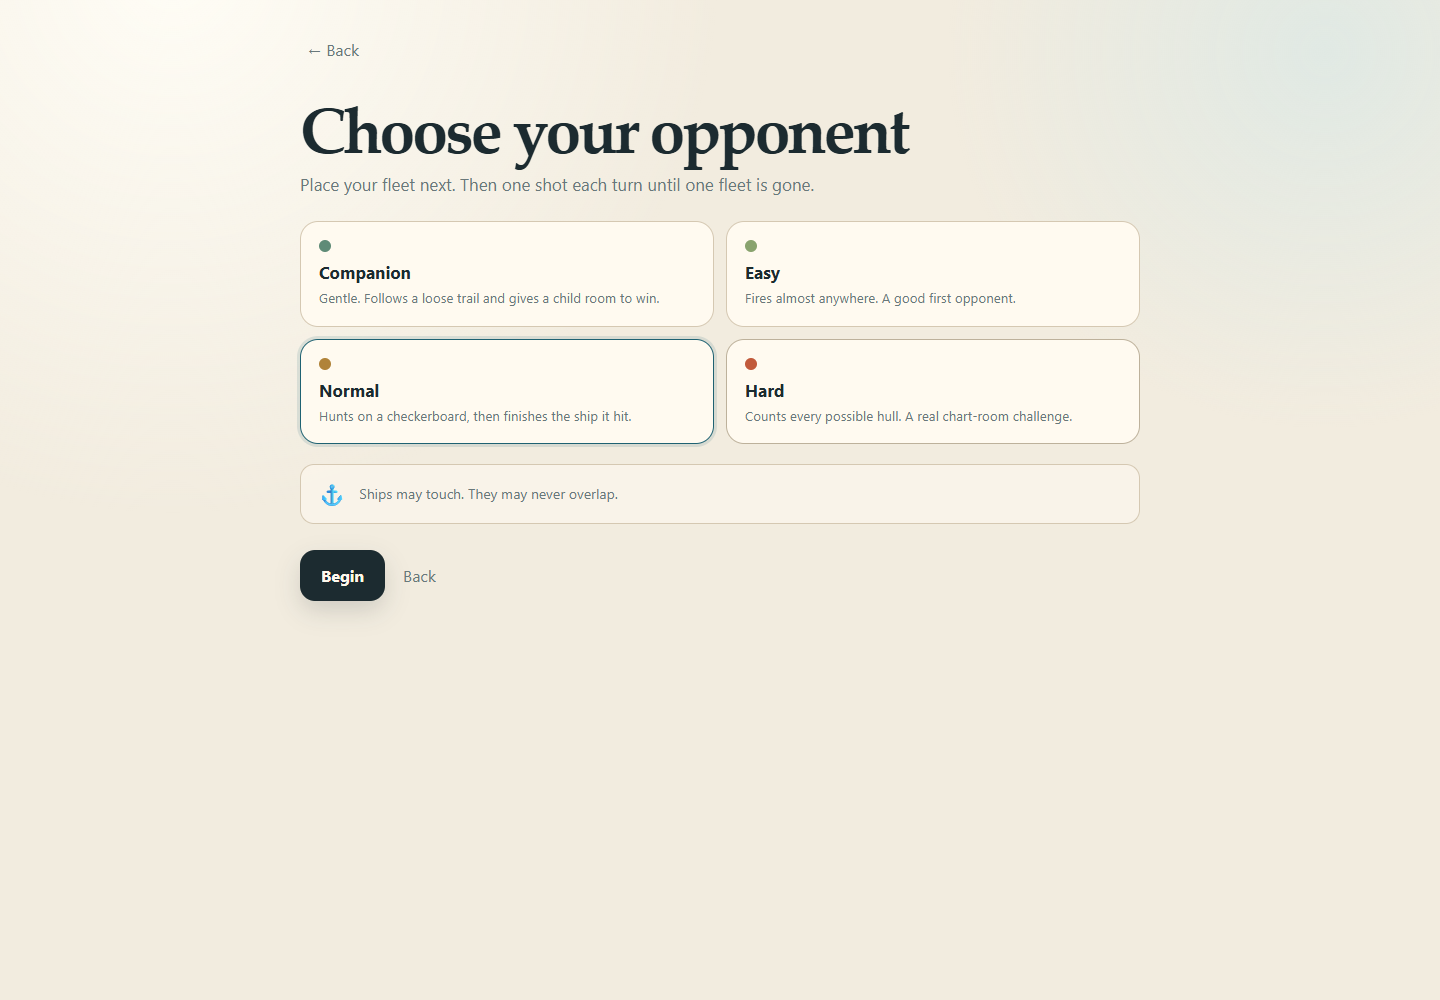 ← Back
Choose your opponent
Place your fleet next. Then one shot each turn until one fleet is gone.
Companion
Gentle. Follows a loose trail and gives a child room to win.
Easy
Fires almost anywhere. A good first opponent.
Normal
Hunts on a checkerboard, then finishes the ship it hit.
Hard
Counts every possible hull. A real chart-room challenge.
Ships may touch. They may never overlap.
Begin
Back